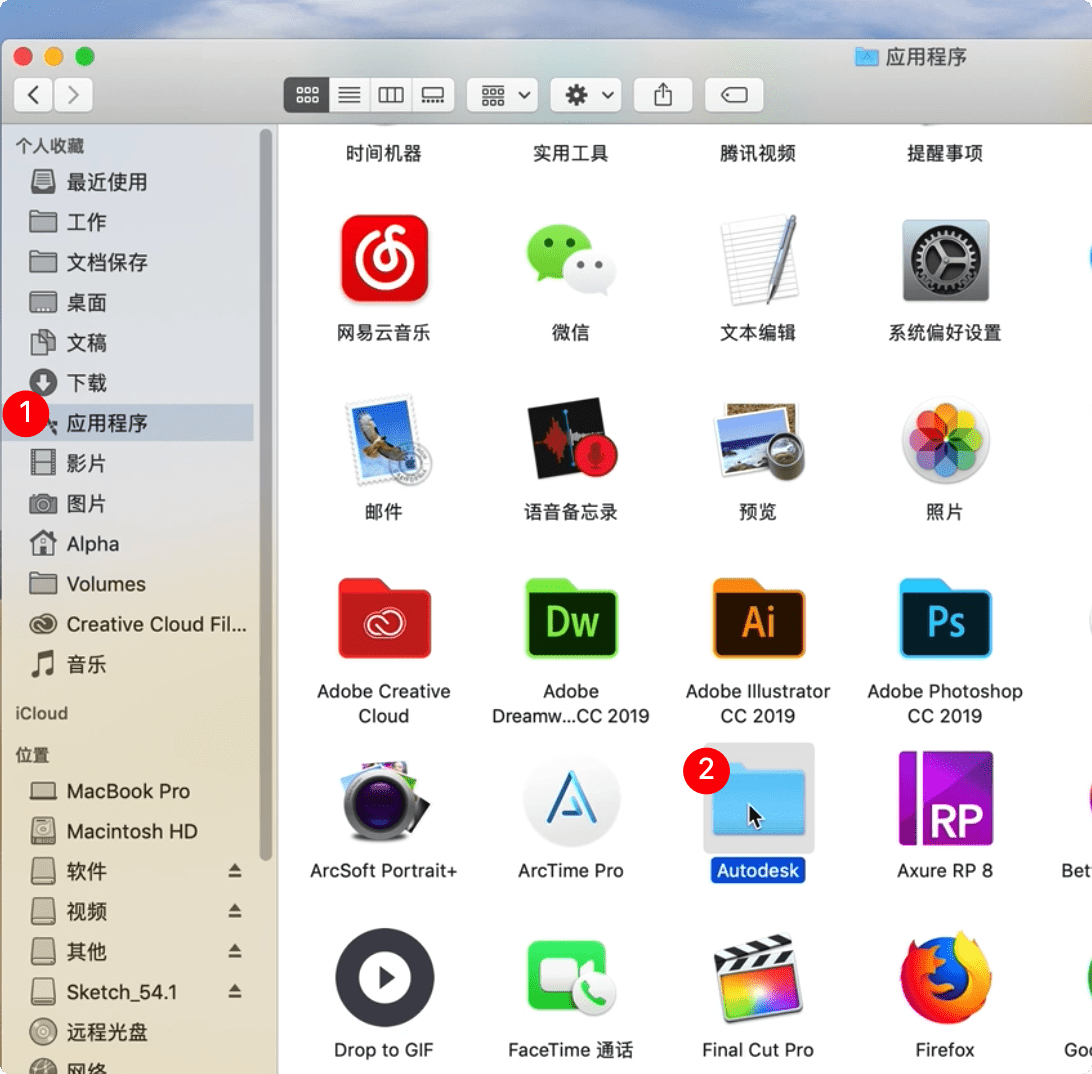 应用程序
个人收藏
最近使用
工作
文档保存
桌面
文稿
下载
1
应用程序
影片
图片
Alpha
Volumes
Creative Cloud Fil...
音乐
iCloud
位置
MacBook Pro
Macintosh HD
软件
视频
其他
Sketch_54.1
远程光盘
网络
时间机器
实用工具
腾讯视频
提醒事项
网易云音乐
微信
文本编辑
系统偏好设置
邮件
语音备忘录
预览
照片
Dw
Ai
Ps
Adobe Creative
Cloud
Adobe
Dreamw...CC 2019
Adobe Illustrator
CC 2019
Adobe Photoshop
CC 2019
2
RP
ArcSoft Portrait+
ArcTime Pro
Autodesk
Axure RP 8
Bet
Drop to GIF
FaceTime 通话
Final Cut Pro
Firefox
Goo